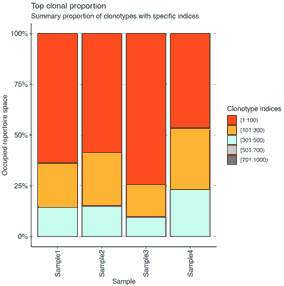 Top clonal proportion
Summary proportion of clonotypes with specific indices
100%
75%
50%
25%
0%
Occupied repertoire space
Sample1
Sample2
Sample3
Sample4
Sample
Clonotype indices
[1:100)
[101:300)
[301:500)
[501:700)
[701:1000)